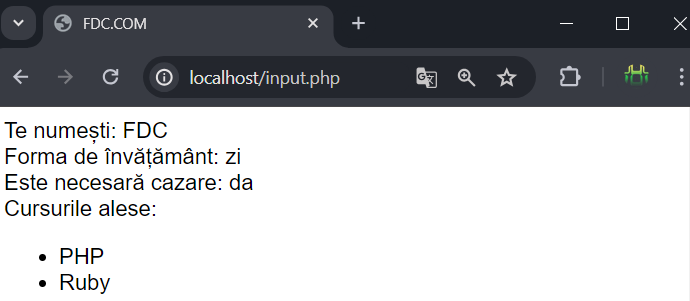 FDC.COM
localhost/input.php
Te numești: FDC
Forma de învățământ: zi
Este necesară cazare: da
Cursurile alese:
PHP
Ruby